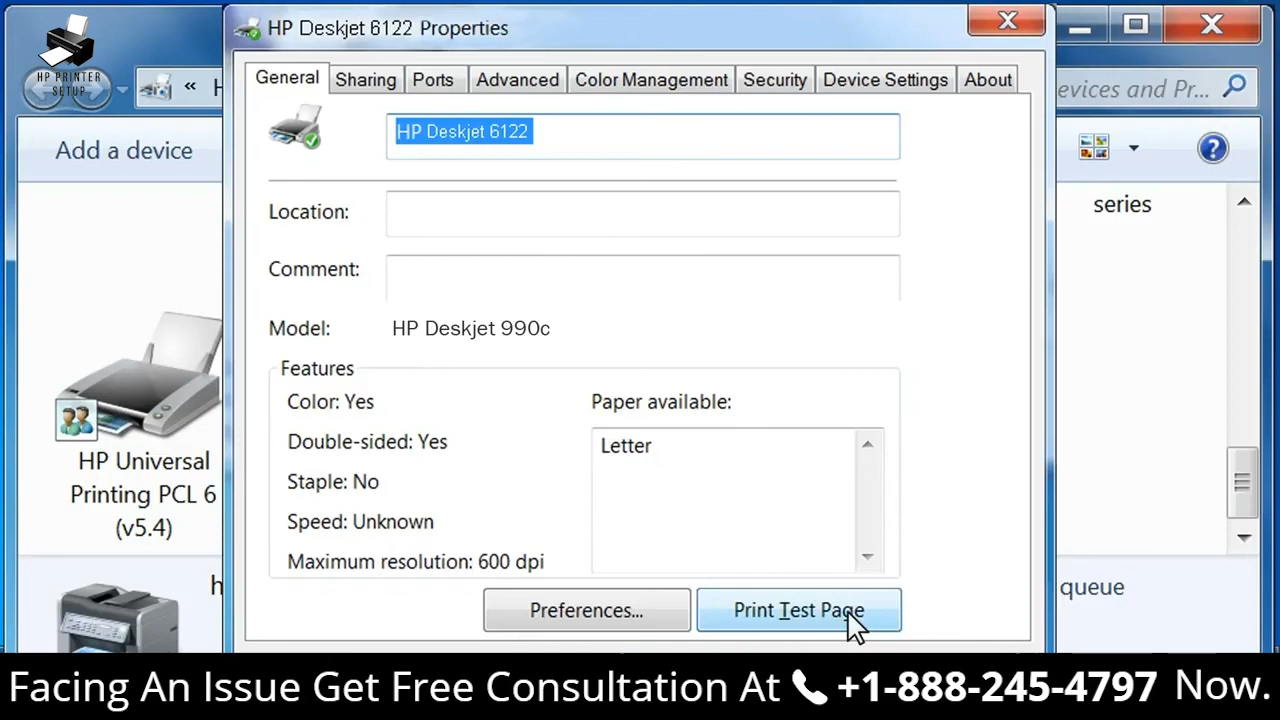 HP Deskjet 6122 Properties
HP PRINTER
SETUP
«
evices and Pr...
General Sharing Ports Advanced Color Management Security Device Settings About
Add a device
HP Deskjet 6122
series
Location:
Comment:
Model: HP Deskjet 990c
Features
Color: Yes
Paper available:
Double-sided: Yes
Letter
Staple: No
Speed: Unknown
Maximum resolution: 600 dpi
HP Universal
Printing PCL 6
(v5.4)
queue
Preferences... Print Test Page
Facing An Issue Get Free Consultation At +1-888-245-4797 Now.